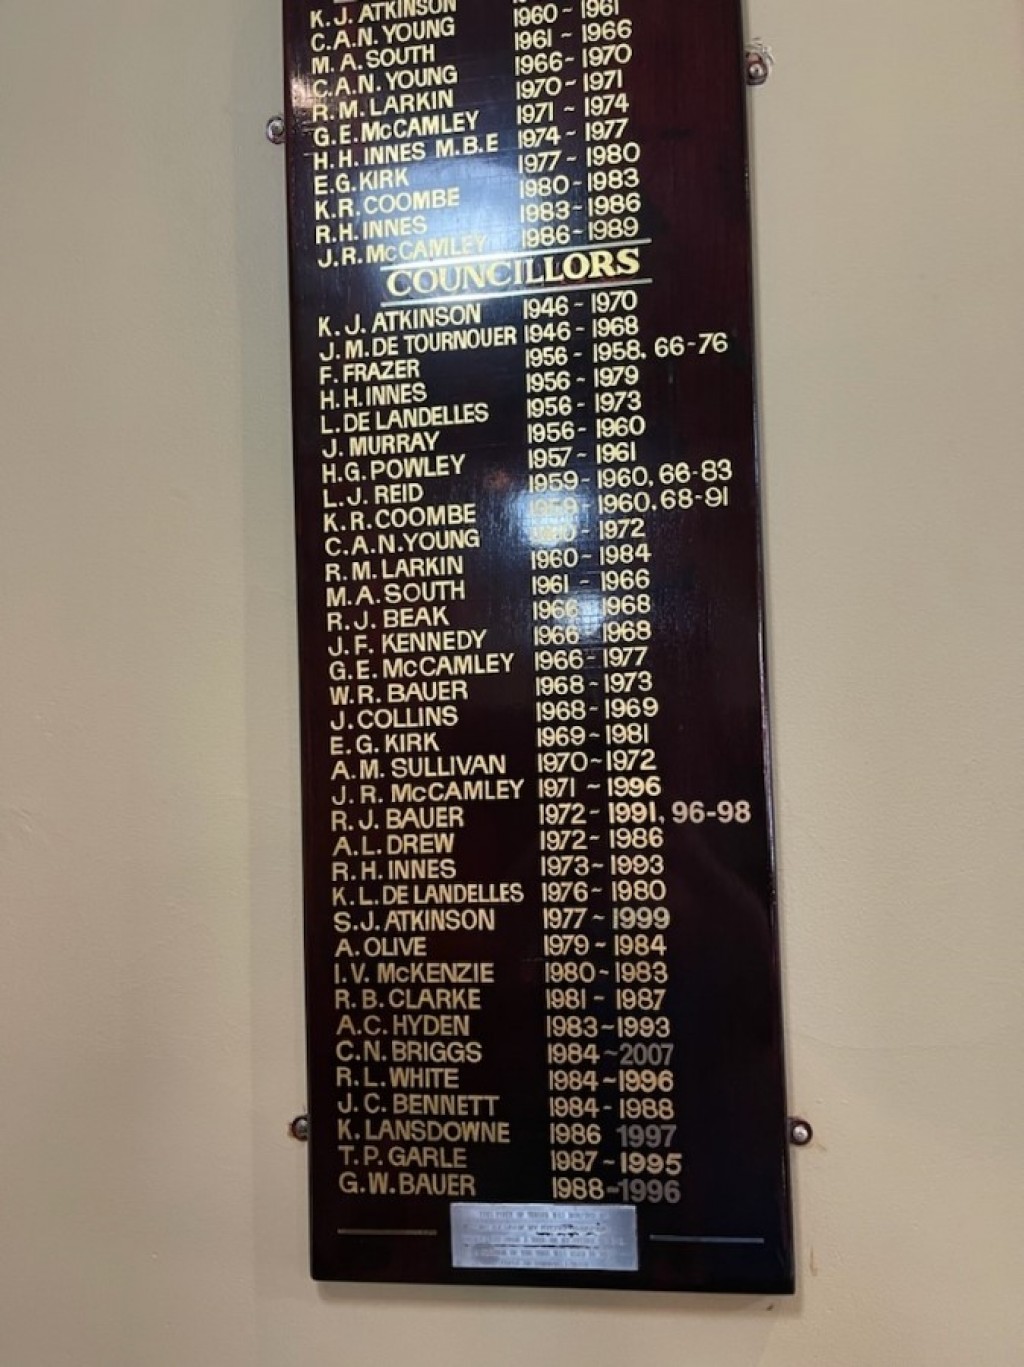 K. J. ATKINSON
C. A. N. YOUNG 1960 ~ 1961
M. A. SOUTH 1961 ~ 1966
C. A. N. YOUNG 1966 - 1970
R. M. LARKIN 1970 ~ 1971
G. E. McCAMLEY 1971 ~ 1974
H. H. INNES M.B.E 1974 ~ 1977
E. G. KIRK 1977 ~ 1980
K. R. COOMBE 1980 - 1983
R. H. INNES 1983 ~ 1986
J. R. McCAMLEY 1986 ~ 1989
COUNCILLORS
K. J. ATKINSON 1946 ~ 1970
J. M. DE TOURNOUER 1946 ~ 1968
F. FRAZER 1956 - 1958. 66-76
H. H. INNES 1956 ~ 1979
L. DE LANDELLES 1956 - 1973
J. MURRAY 1956 - 1960
H. G. POWLEY 1957 ~ 1961
L. J. REID 1959 - 1960, 66-83
K. R. COOMBE 1959 - 1960. 68-91
C. A. N. YOUNG 1960 - 1972
R. M. LARKIN 1960 ~ 1984
M. A. SOUTH 1961 ~ 1966
R. J. BEAK 1966 1968
J. F. KENNEDY 1966 1968
G. E. McCAMLEY 1966 - 1977
W. R. BAUER 1968 ~ 1973
J. COLLINS 1968 ~ 1969
E. G. KIRK 1969 ~ 1981
A. M. SULLIVAN 1970 ~ 1972
J. R. McCAMLEY 1971 ~ 1996
R. J. BAUER 1972 - 1991, 96-98
A. L. DREW 1972 ~ 1986
R. H. INNES 1973 ~ 1993
K. L. DE LANDELLES 1976 ~ 1980
S. J. ATKINSON 1977 ~ 1999
A. OLIVE 1979 ~ 1984
I. V. McKENZIE 1980 ~ 1983
R. B. CLARKE 1981 - 1987
A. C. HYDEN 1983 ~ 1993
C. N. BRIGGS 1984 ~ 2007
R. L. WHITE 1984 ~ 1996
J. C. BENNETT 1984 - 1988
K. LANSDOWNE 1986 1997
T. P. GARLE 1987 ~ 1995
G. W. BAUER 1988 - 1996